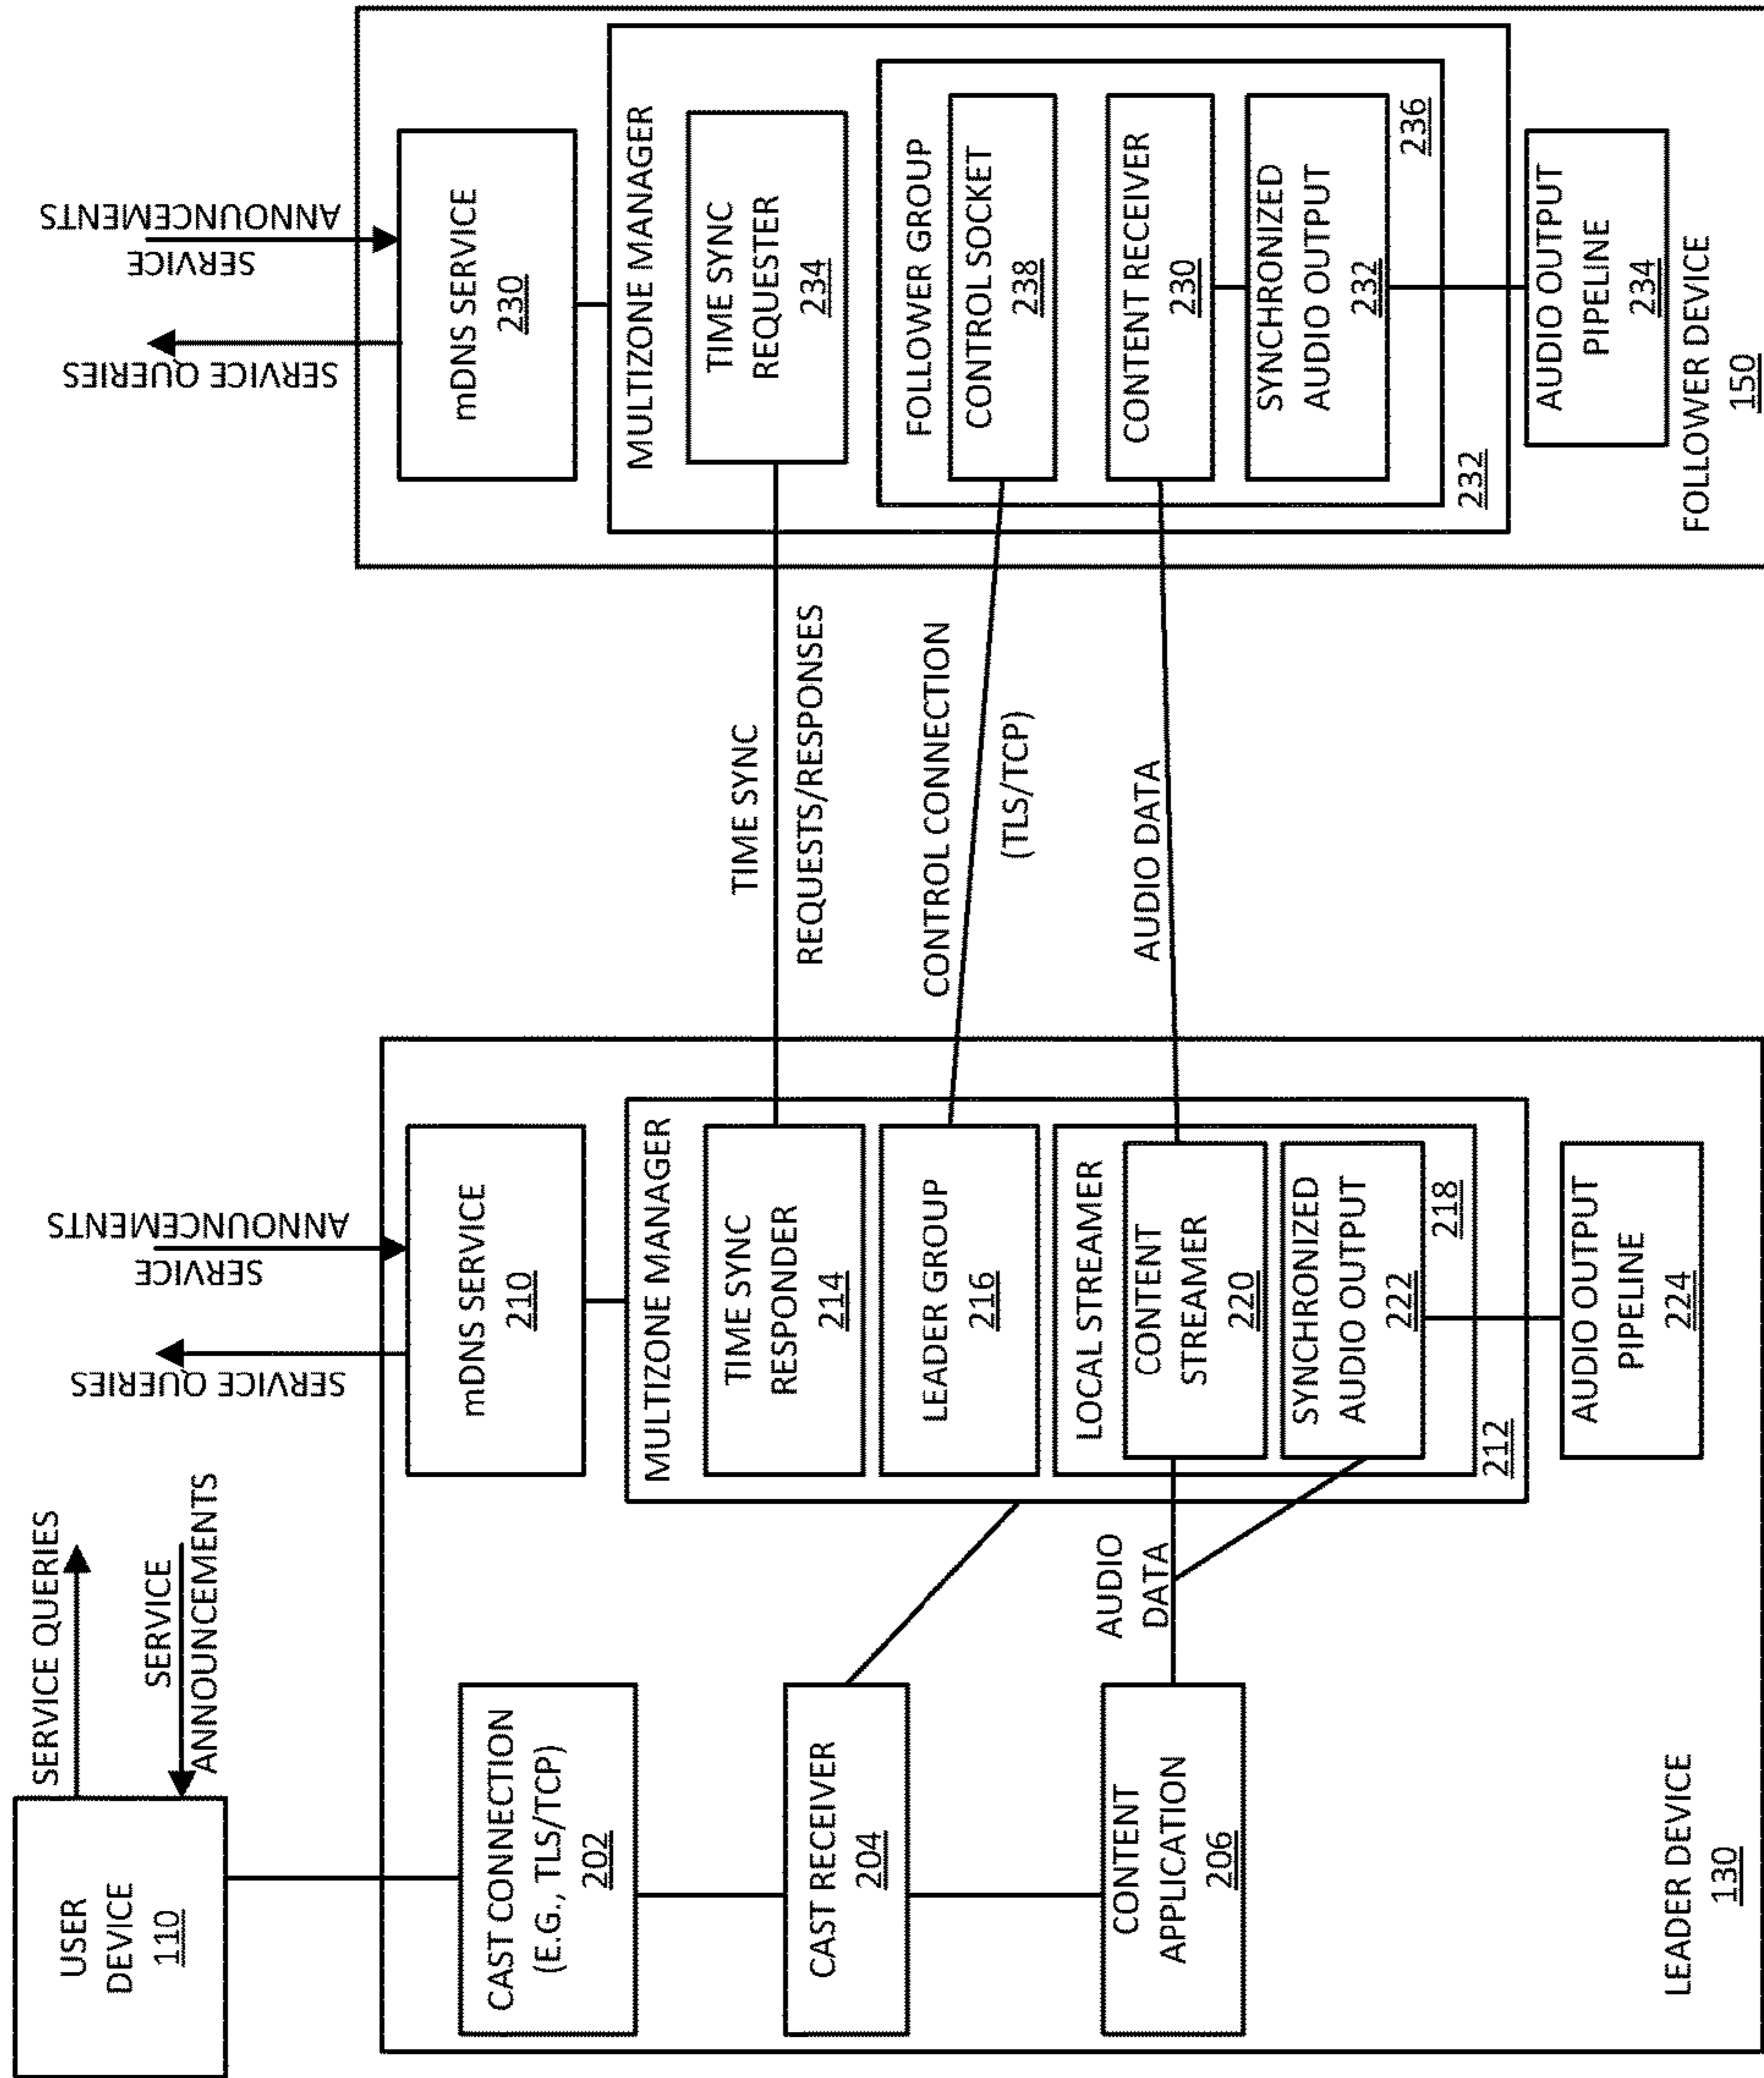 USER
DEVICE
110
SERVICE QUERIES
SERVICE
ANNOUNCEMENTS
CAST CONNECTION
(E.G., TLS/TCP)
202
CAST RECEIVER
204
CONTENT
APPLICATION
206
LEADER DEVICE
130
AUDIO
DATA
SERVICE QUERIES
SERVICE
ANNOUNCEMENTS
mDNS SERVICE
210
MULTIZONE MANAGER
TIME SYNC
RESPONDER
214
LEADER GROUP
216
LOCAL STREAMER
CONTENT
STREAMER
220
SYNCHRONIZED
AUDIO OUTPUT
222
218
212
AUDIO OUTPUT
PIPELINE
224
TIME SYNC
REQUESTS/RESPONSES
CONTROL CONNECTION
(TLS/TCP)
AUDIO DATA
SERVICE QUERIES
SERVICE
ANNOUNCEMENTS
mDNS SERVICE
230
MULTIZONE MANAGER
TIME SYNC
REQUESTER
234
FOLLOWER GROUP
CONTROL SOCKET
238
CONTENT RECEIVER
230
SYNCHRONIZED
AUDIO OUTPUT
232
236
232
AUDIO OUTPUT
PIPELINE
234
FOLLOWER DEVICE
150